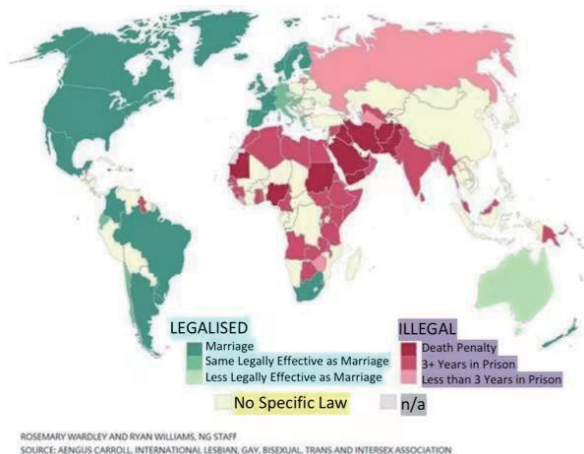 LEGALISED
Marriage
Same Legally Effective as Marriage
Less Legally Effective as Marriage
ILLEGAL
Death Penalty
3+ Years in Prison
Less than 3 Years in Prison
No Specific Law
n/a
ROSEMARY WARDLEY AND RYAN WILLIAMS, NG STAFF
SOURCE: AENGUS CARROLL, INTERNATIONAL LESBIAN, GAY, BISEXUAL, TRANS AND INTERSEX ASSOCIATION